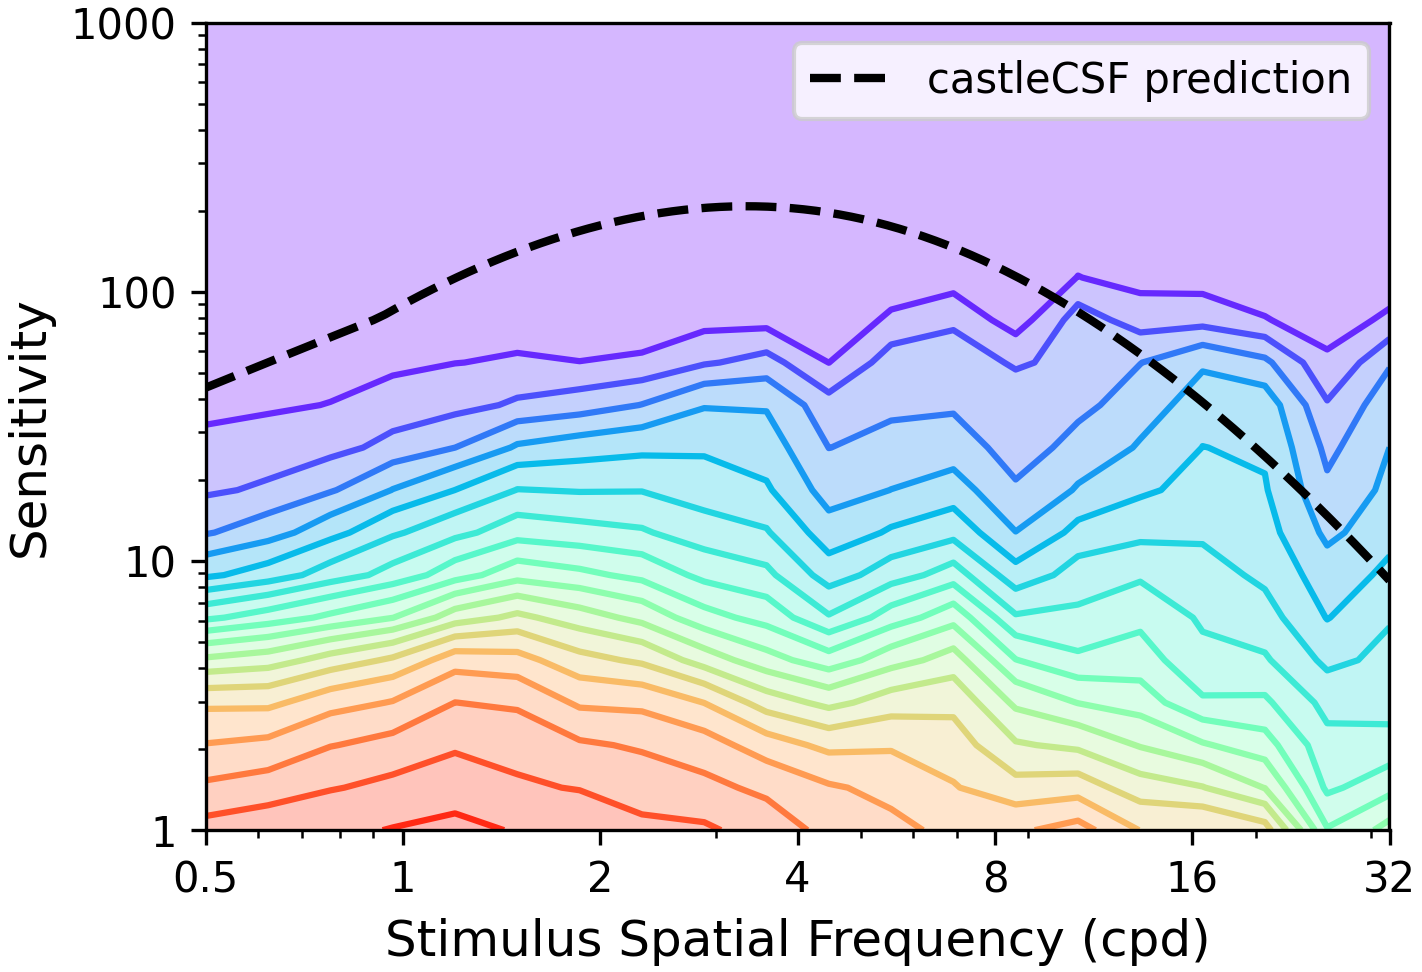 1000
100
10
1
Sensitivity
castleCSF prediction
0.5 1 2 4 8 16 32
Stimulus Spatial Frequency (cpd)